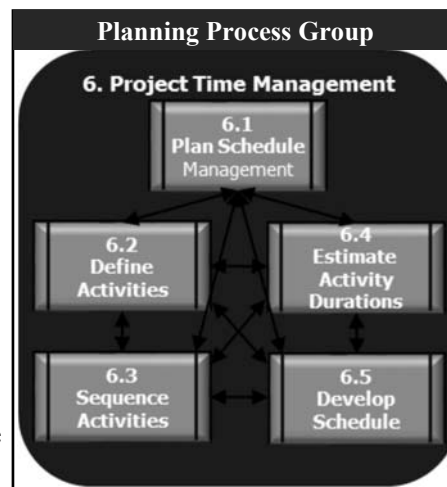 Planning Process Group
6. Project Time Management
6.1
Plan Schedule
Management
6.2
Define
Activities
6.4
Estimate
Activity
Durations
6.3
Sequence
Activities
6.5
Develop
Schedule